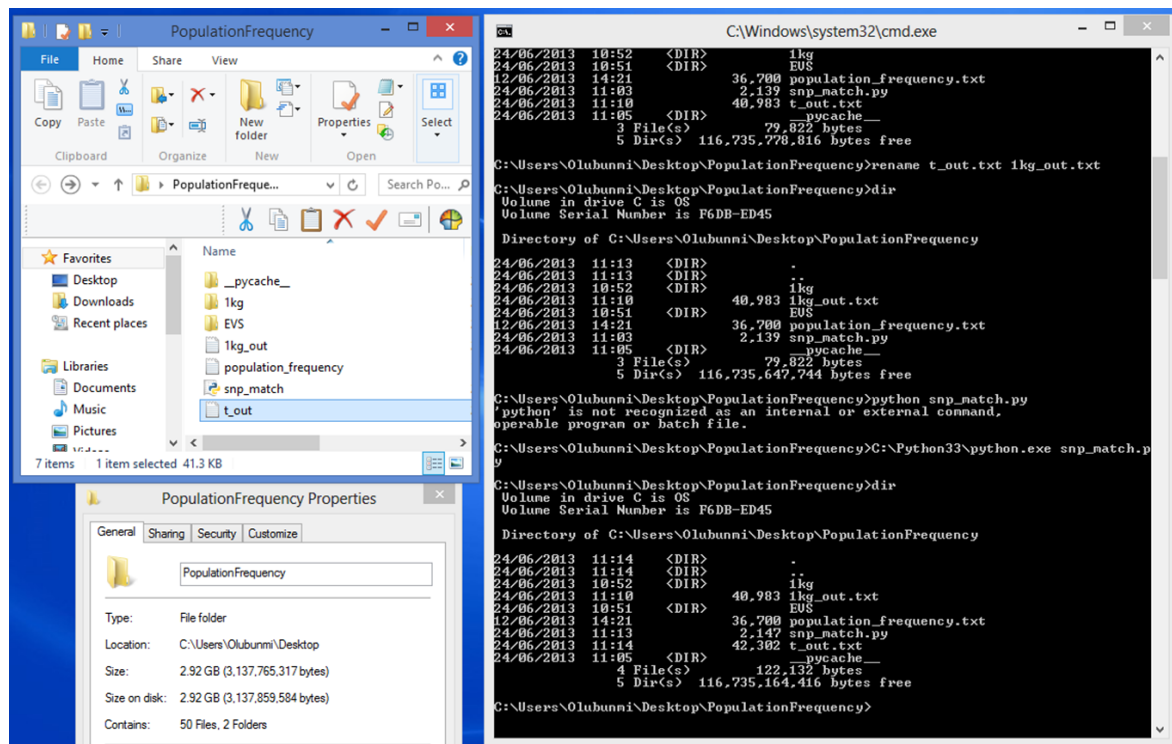 PopulationFrequency
File Home Share View
Copy Paste New folder Properties Select
Clipboard Organize New Open
PopulationFreque... Search Po...
Name
Favorites
Desktop
Downloads
Recent places
Libraries
Documents
Music
Pictures
__pycache__
1kg
EVS
1kg_out
population_frequency
snp_match
t_out
7 items 1 item selected 41.3 KB
PopulationFrequency Properties
General Sharing Security Customize
PopulationFrequency
Type: File folder
Location: C:\Users\Olubunmi\Desktop
Size: 2.92 GB (3,137,765,317 bytes)
Size on disk: 2.92 GB (3,137,859,584 bytes)
Contains: 50 Files, 2 Folders
C:\Windows\system32\cmd.exe
24/06/2013 10:52 <DIR> 1kg
24/06/2013 10:51 <DIR> EVS
12/06/2013 14:21 36,700 population_frequency.txt
24/06/2013 11:03 2,139 snp_match.py
24/06/2013 11:10 40,983 t_out.txt
24/06/2013 11:05 <DIR> __pycache__
3 File(s) 79,822 bytes
5 Dir(s) 116,735,778,816 bytes free
C:\Users\Olubunmi\Desktop\PopulationFrequency>rename t_out.txt 1kg_out.txt
C:\Users\Olubunmi\Desktop\PopulationFrequency>dir
Volume in drive C is OS
Volume Serial Number is F6DB-ED45
Directory of C:\Users\Olubunmi\Desktop\PopulationFrequency
24/06/2013 11:13 <DIR> .
24/06/2013 11:13 <DIR> ..
24/06/2013 10:52 <DIR> 1kg
24/06/2013 11:10 40,983 1kg_out.txt
24/06/2013 10:51 <DIR> EVS
12/06/2013 14:21 36,700 population_frequency.txt
24/06/2013 11:03 2,139 snp_match.py
24/06/2013 11:05 <DIR> __pycache__
3 File(s) 79,822 bytes
5 Dir(s) 116,735,647,744 bytes free
C:\Users\Olubunmi\Desktop\PopulationFrequency>python snp_match.py
'python' is not recognized as an internal or external command,
operable program or batch file.
C:\Users\Olubunmi\Desktop\PopulationFrequency>C:\Python33\python.exe snp_match.p
y
C:\Users\Olubunmi\Desktop\PopulationFrequency>dir
Volume in drive C is OS
Volume Serial Number is F6DB-ED45
Directory of C:\Users\Olubunmi\Desktop\PopulationFrequency
24/06/2013 11:14 <DIR> .
24/06/2013 11:14 <DIR> ..
24/06/2013 10:52 <DIR> 1kg
24/06/2013 11:10 40,983 1kg_out.txt
24/06/2013 10:51 <DIR> EVS
12/06/2013 14:21 36,700 population_frequency.txt
24/06/2013 11:13 2,147 snp_match.py
24/06/2013 11:14 42,302 t_out.txt
24/06/2013 11:05 <DIR> __pycache__
4 File(s) 122,132 bytes
5 Dir(s) 116,735,164,416 bytes free
C:\Users\Olubunmi\Desktop\PopulationFrequency>